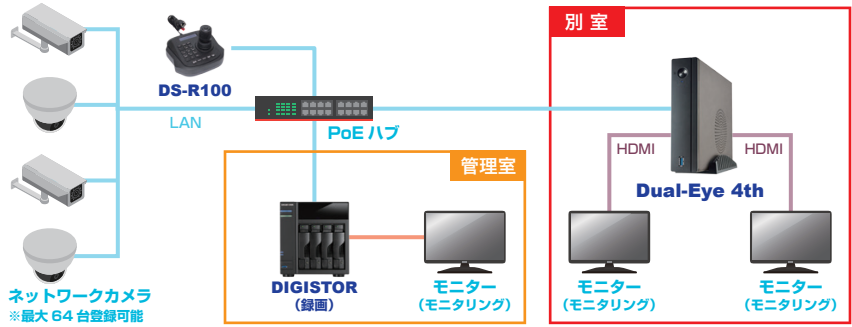 別 室
DS-R100
LAN
PoE ハブ
HDMI
HDMI
管理室
Dual-Eye 4th
DIGISTOR
（録画）
モニター
（モニタリング）
モニター
（モニタリング）
モニター
（モニタリング）
ネットワークカメラ
※最大 64 台登録可能